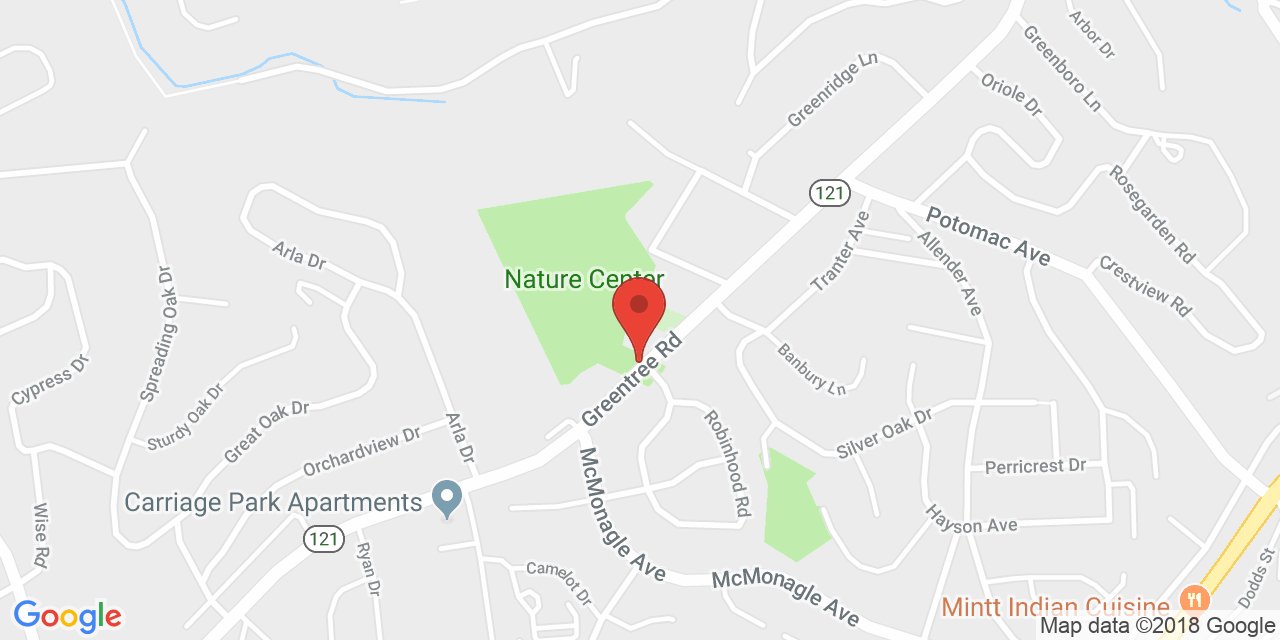 Arbor Dr
Greenboro Ln
Greenridge Ln
Oriole Dr
121
Rosegarden Rd
Potomac Ave
Tranter Ave
Allender Ave
Crestview Rd
Arla Dr
Spreading Oak Dr
Nature Center
Greentree Rd
Banbury Ln
Cypress Dr
Sturdy Oak Dr
Great Oak Dr
Orchardview Dr
Arla Dr
Robinhood Rd
Silver Oak Dr
Perricrest Dr
Carriage Park Apartments
McMonagle Ave
Hayson Ave
Wise Rd
121
Ryan Dr
Camelot Dr
McMonagle Ave
Dodds St
Mintt Indian Cuisine
Google
Map data ©2018 Google